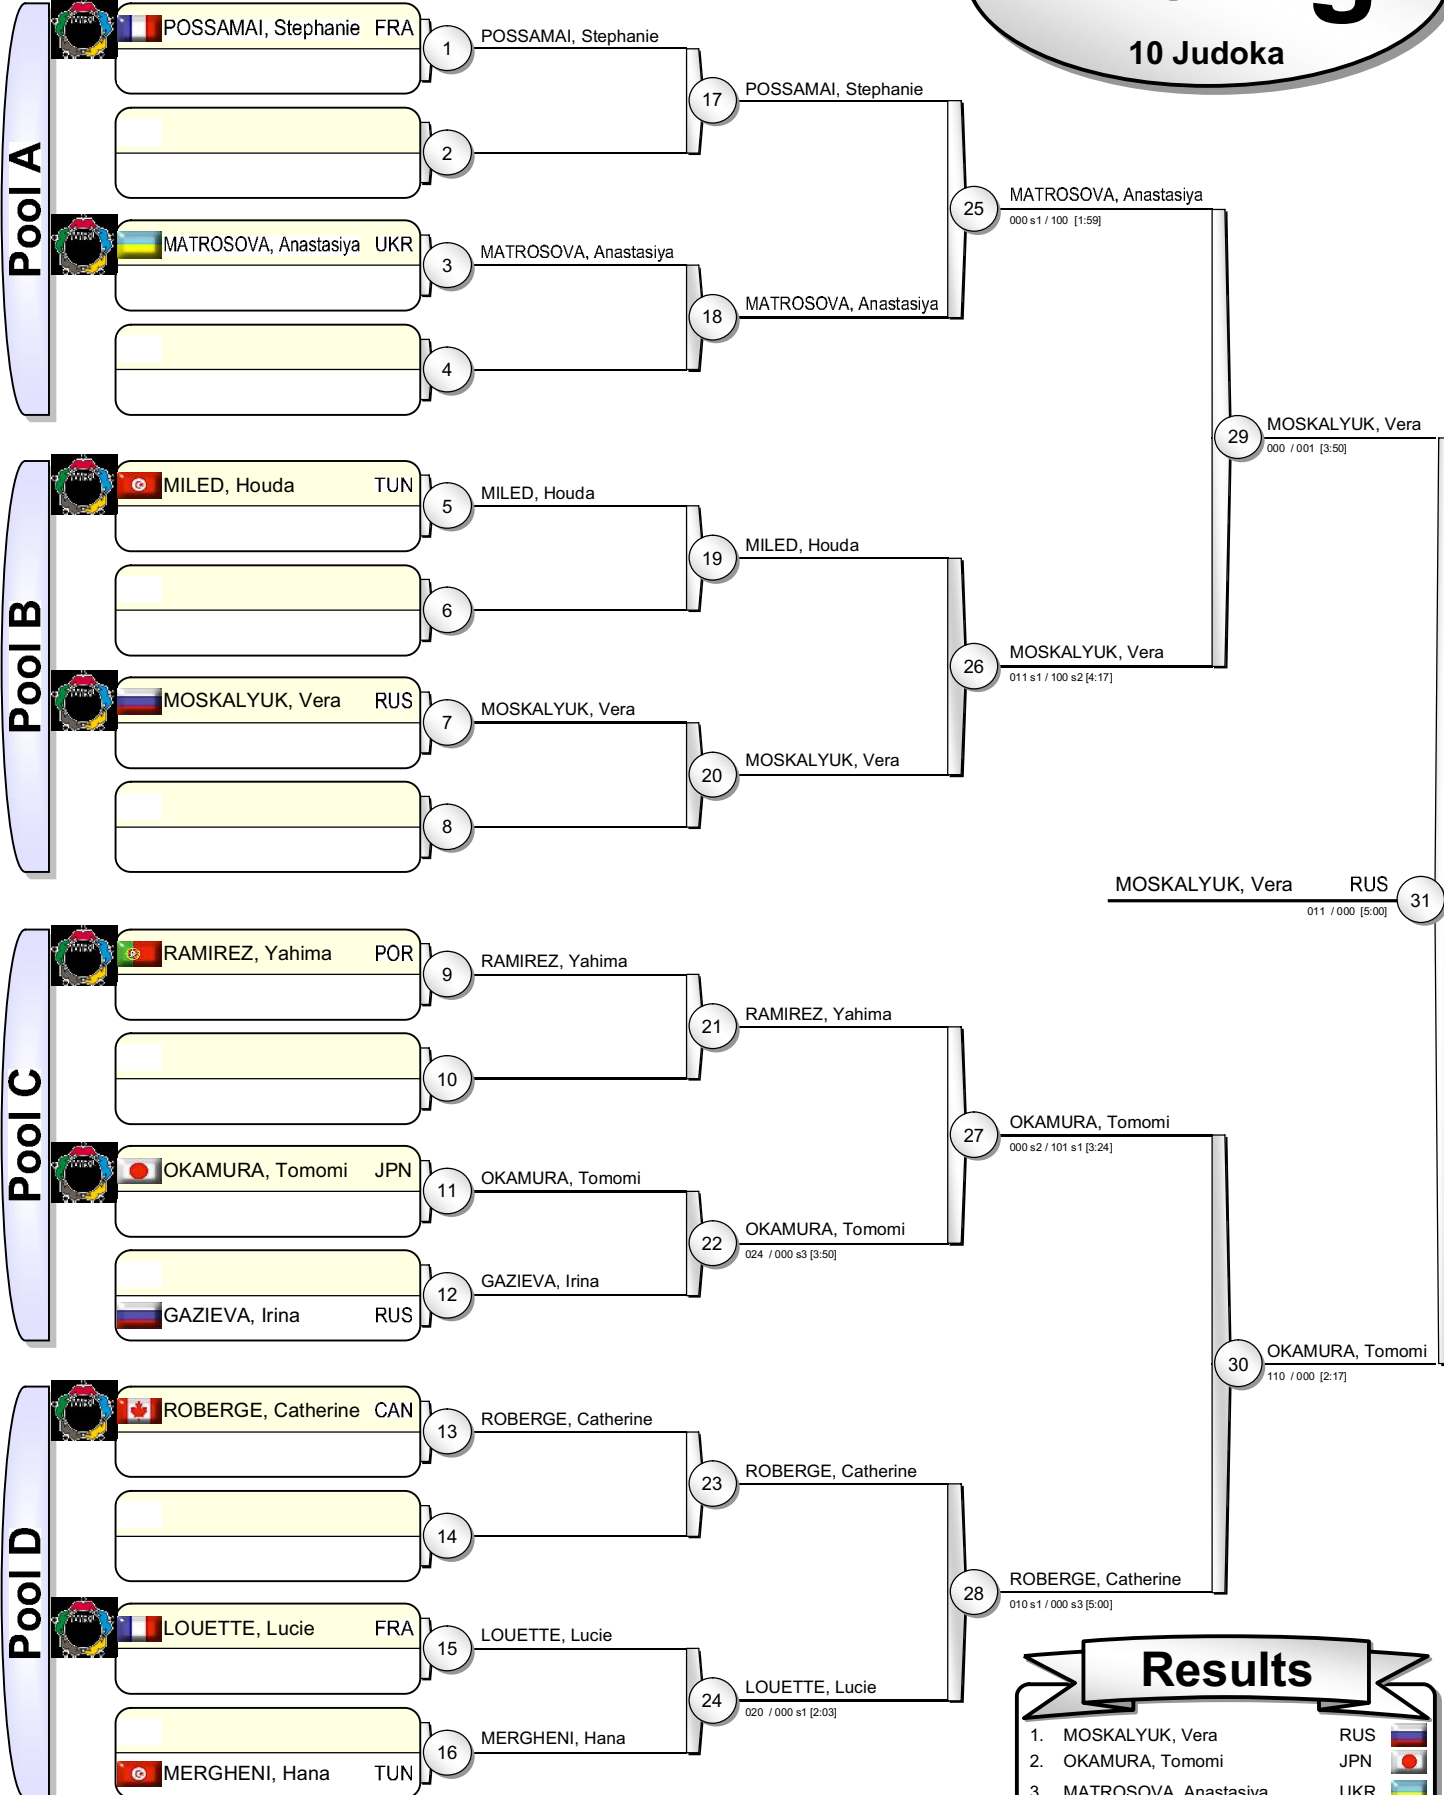 10 Judoka
Pool A
POSSAMAI, Stephanie FRA
1
POSSAMAI, Stephanie
2
17
POSSAMAI, Stephanie
MATROSOVA, Anastasiya UKR
3
MATROSOVA, Anastasiya
4
18
MATROSOVA, Anastasiya
25
MATROSOVA, Anastasiya
000 s1 / 100 [1:59]
Pool B
MILED, Houda TUN
5
MILED, Houda
6
19
MILED, Houda
MOSKALYUK, Vera RUS
7
MOSKALYUK, Vera
8
20
MOSKALYUK, Vera
26
MOSKALYUK, Vera
011 s1 / 100 s2 [4:17]
29
MOSKALYUK, Vera
000 / 001 [3:50]
MOSKALYUK, Vera RUS
011 / 000 [5:00]
31
Pool C
RAMIREZ, Yahima POR
9
RAMIREZ, Yahima
10
21
RAMIREZ, Yahima
OKAMURA, Tomomi JPN
11
OKAMURA, Tomomi
GAZIEVA, Irina RUS
12
GAZIEVA, Irina
22
OKAMURA, Tomomi
024 / 000 s3 [3:50]
27
OKAMURA, Tomomi
000 s2 / 101 s1 [3:24]
30
OKAMURA, Tomomi
110 / 000 [2:17]
Pool D
ROBERGE, Catherine CAN
13
ROBERGE, Catherine
14
23
ROBERGE, Catherine
LOUETTE, Lucie FRA
15
LOUETTE, Lucie
MERGHENI, Hana TUN
16
MERGHENI, Hana
24
LOUETTE, Lucie
020 / 000 s1 [2:03]
28
ROBERGE, Catherine
010 s1 / 000 s3 [5:00]
Results
1. MOSKALYUK, Vera RUS
2. OKAMURA, Tomomi JPN
3. MATROSOVA, Anastasiya UKR